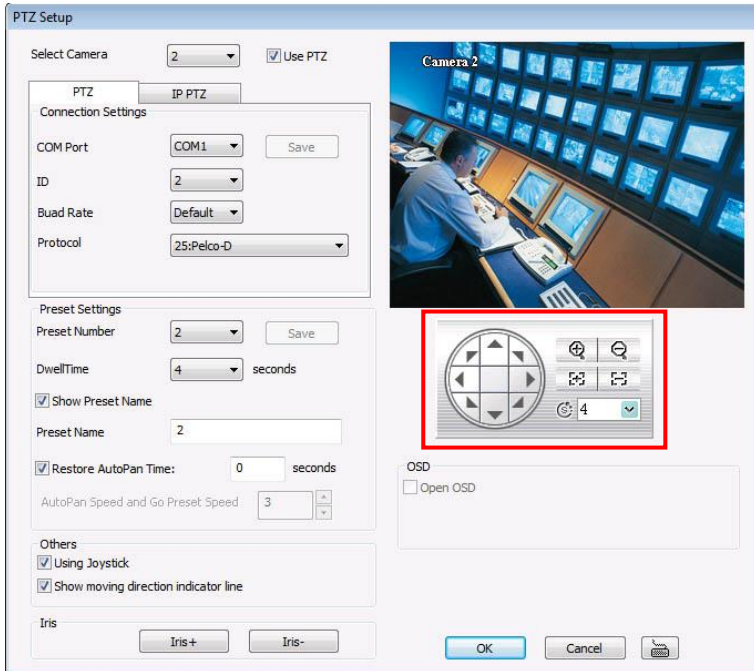 PTZ Setup
Select Camera 2 Use PTZ
PTZ IP PTZ
Connection Settings
COM Port COM1 Save
ID 2
Buad Rate Default
Protocol 25:Pelco-D
Preset Settings
Preset Number 2 Save
DwellTime 4 seconds
Show Preset Name
Preset Name 2
Restore AutoPan Time: 0 seconds
AutoPan Speed and Go Preset Speed 3
Others
Using Joystick
Show moving direction indicator line
Iris
Iris+ Iris-
Camera 2
S 4
OSD
Open OSD
OK Cancel